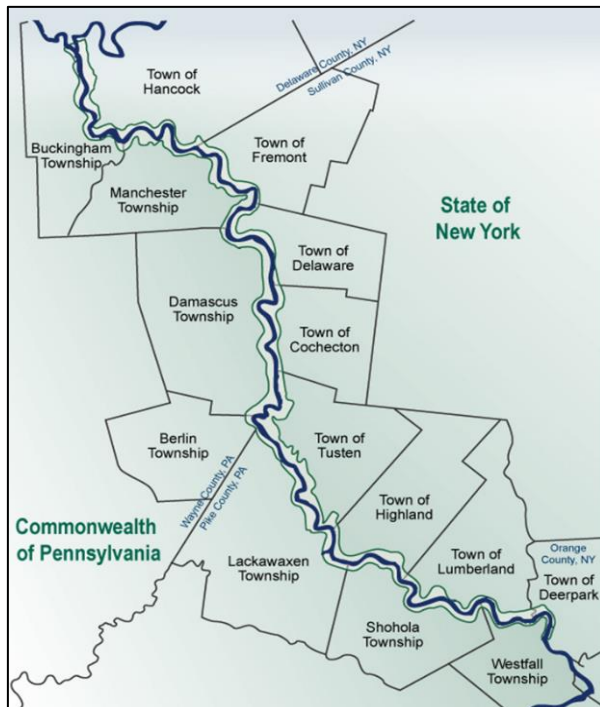 Town of
Hancock
Delaware County, NY
Sullivan County, NY
Buckingham
Township
Town of
Fremont
Manchester
Township
State of
New York
Town of
Delaware
Damascus
Township
Town of
Cochecton
Berlin
Township
Town of
Tusten
Wayne County, PA
Pike County, PA
Town of
Highland
Commonwealth
of Pennsylvania
Lackawaxen
Township
Town of
Lumberland
Orange
County, NY
Town of
Deerpark
Shohola
Township
Westfall
Township